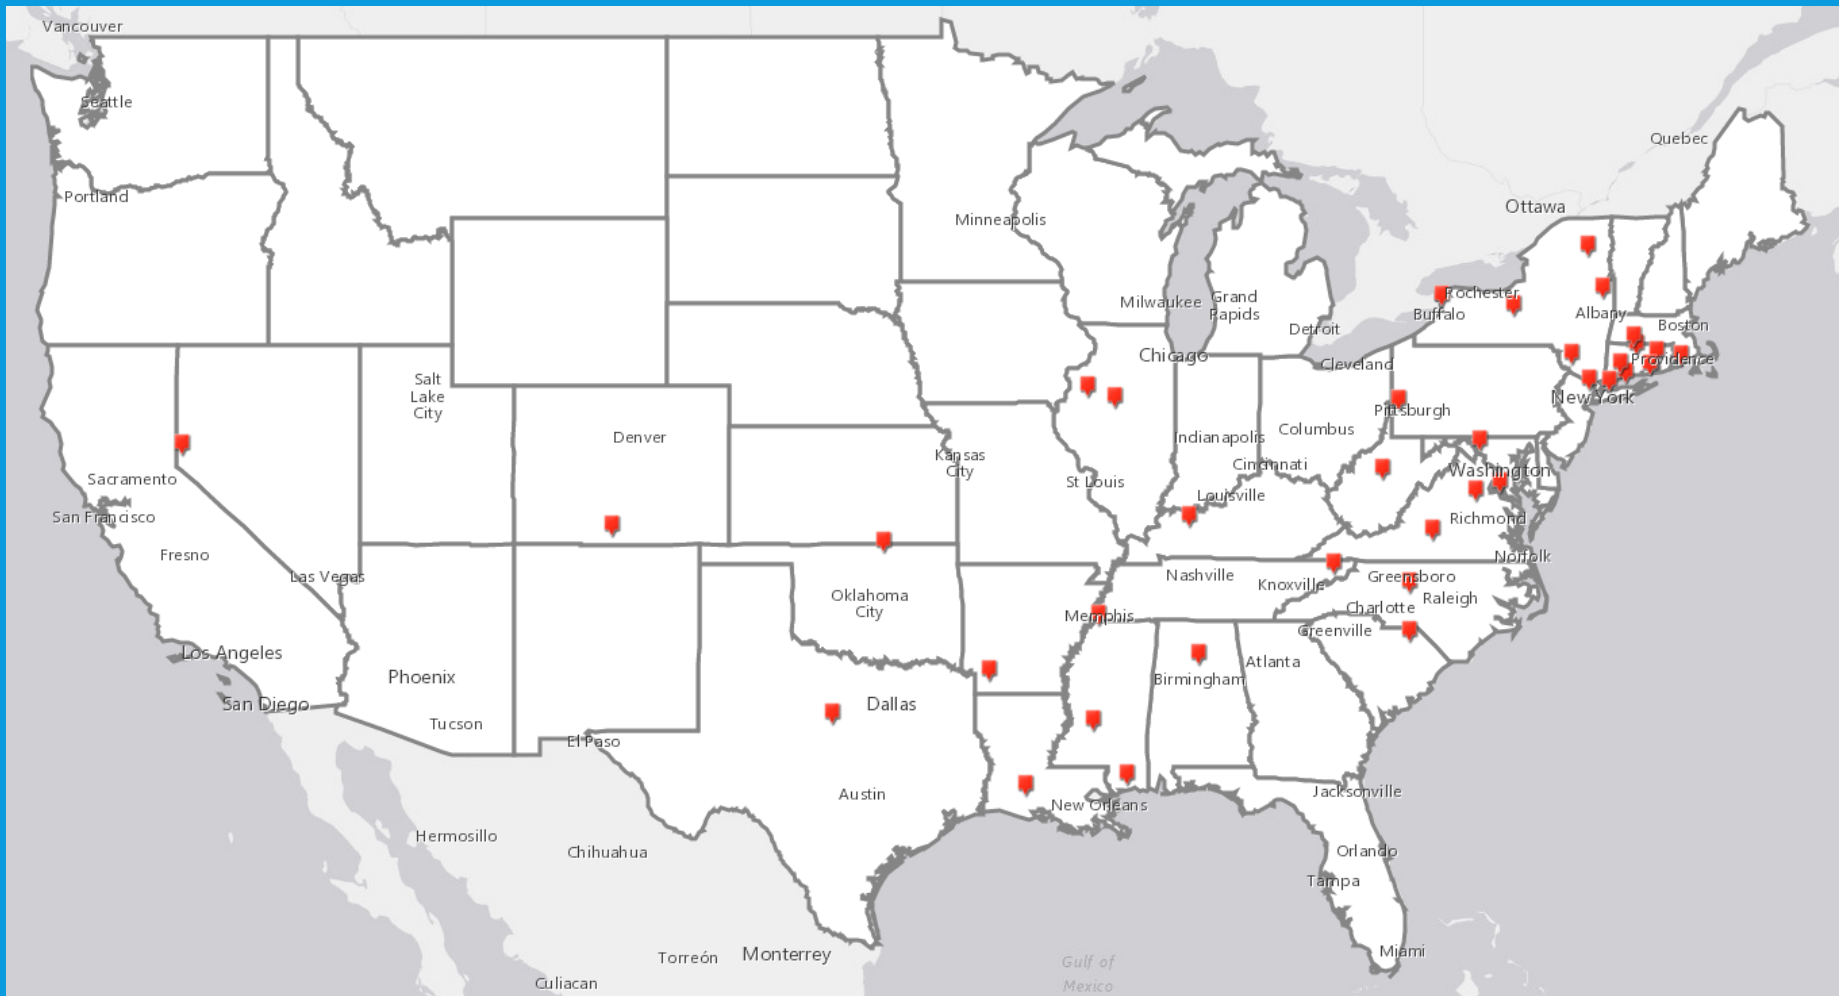 Vancouver
Seattle
Quebec
Portland
Ottawa
Minneapolis
Rochester
Milwaukee
Grand
Rapids
Buffalo
Albany
Boston
Detroit
Chicago
Providence
Cleveland
Salt
Lake
City
New York
Pittsburgh
Denver
Columbus
Indianapolis
Kansas
City
Cincinnati
Washington
Sacramento
St Louis
Louisville
San Francisco
Richmond
Fresno
Norfolk
Las Vegas
Nashville
Greensboro
Knoxville
Oklahoma
City
Raleigh
Charlotte
Memphis
Greenville
Los Angeles
Atlanta
Phoenix
Birmingham
San Diego
Dallas
Tucson
El Paso
Jacksonville
Austin
New Orleans
Hermosillo
Chihuahua
Orlando
Tampa
Miami
Monterrey
Torreón
Gulf of
Mexico
Culiacan